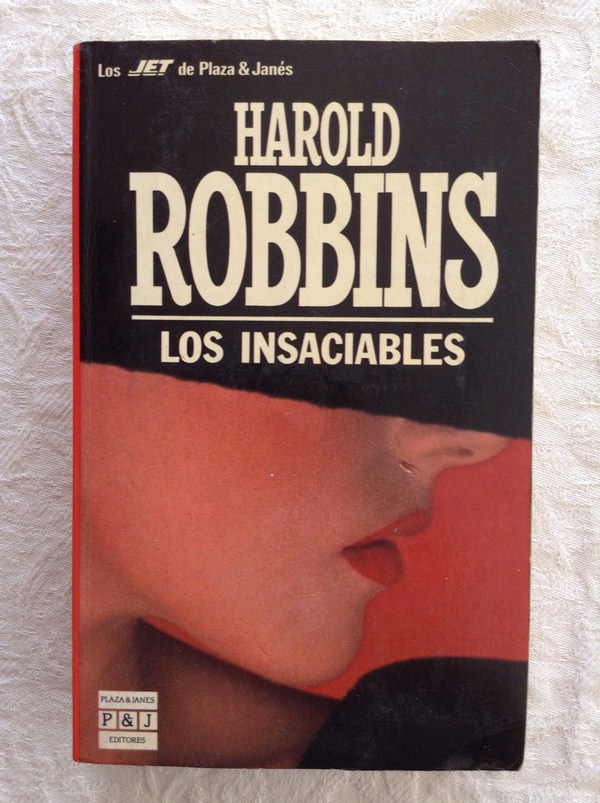 Los JET de Plaza & Janés
HAROLD
ROBBINS
LOS INSACIABLES
PLAZA & JANES
P & J
EDITORES